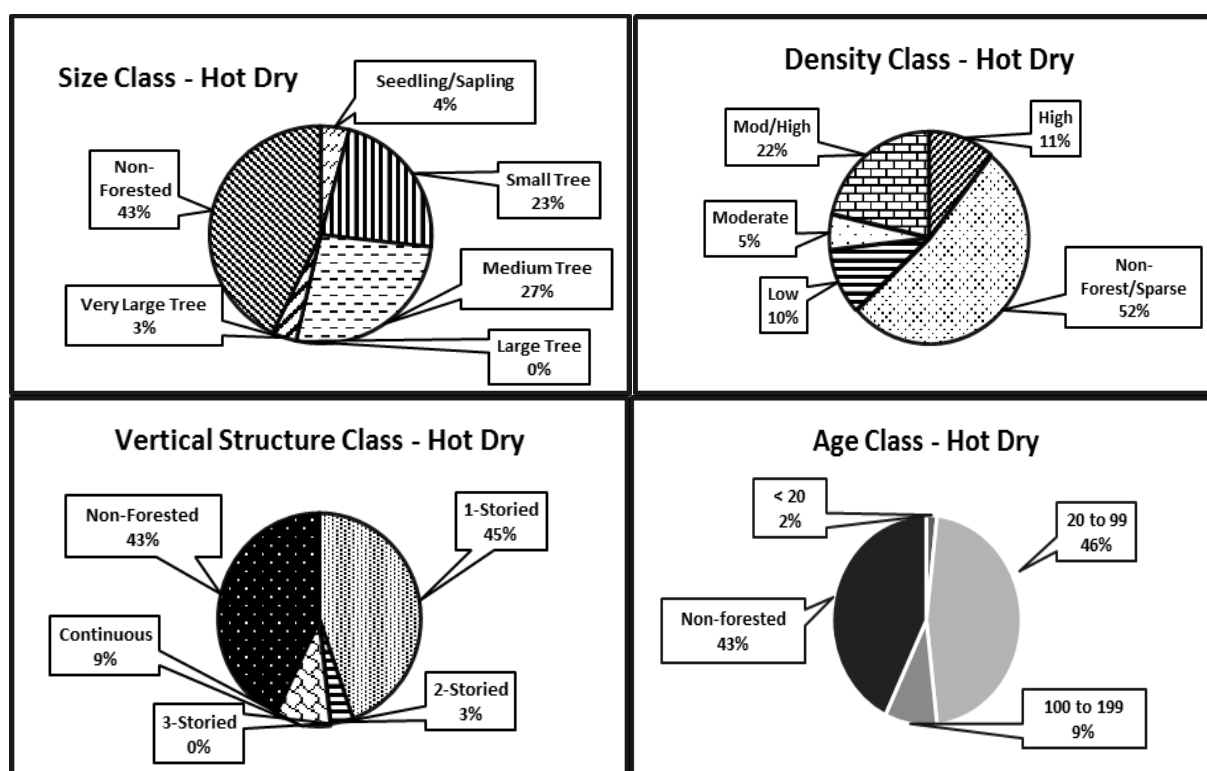 Size Class - Hot Dry
Seedling/Sapling
4%
Small Tree
23%
Medium Tree
27%
Large Tree
0%
Very Large Tree
3%
Non-
Forested
43%
Density Class - Hot Dry
High
11%
Non-
Forest/Sparse
52%
Low
10%
Moderate
5%
Mod/High
22%
Vertical Structure Class - Hot Dry
1-Storied
45%
2-Storied
3%
3-Storied
0%
Continuous
9%
Non-Forested
43%
Age Class - Hot Dry
< 20
2%
20 to 99
46%
100 to 199
9%
Non-forested
43%